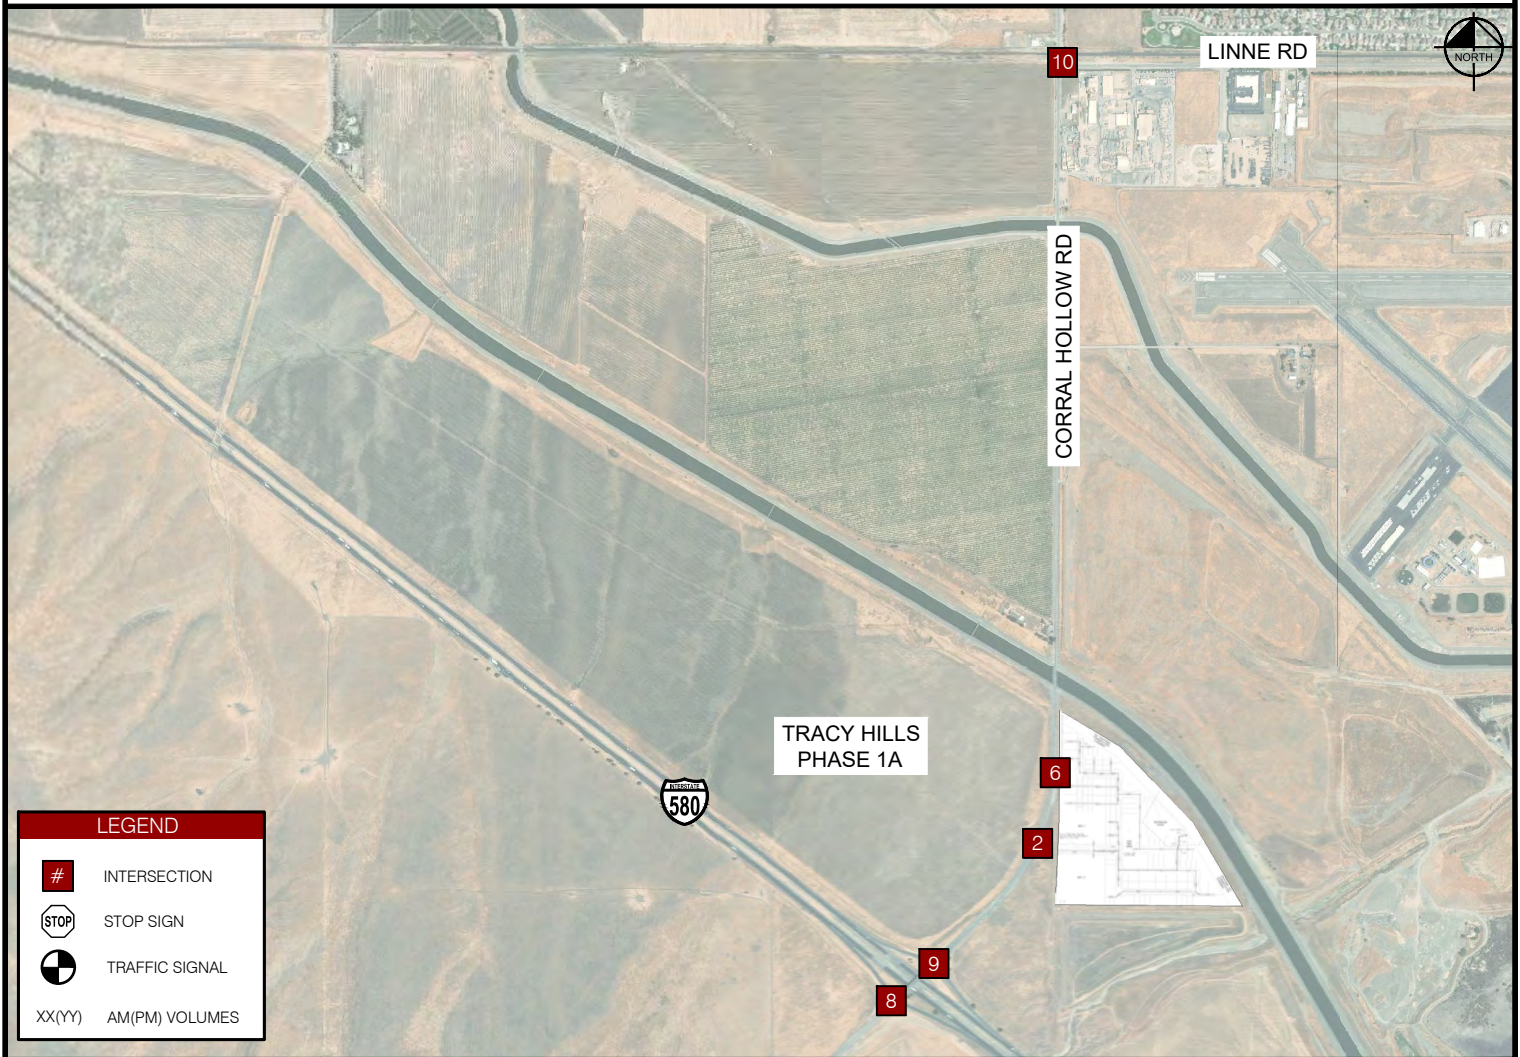 10
LINNE RD
NORTH
CORRAL HOLLOW RD
TRACY HILLS
PHASE 1A
6
INTERSTATE
580
2
9
8
LEGEND
# INTERSECTION
STOP STOP SIGN
TRAFFIC SIGNAL
XX(YY) AM(PM) VOLUMES